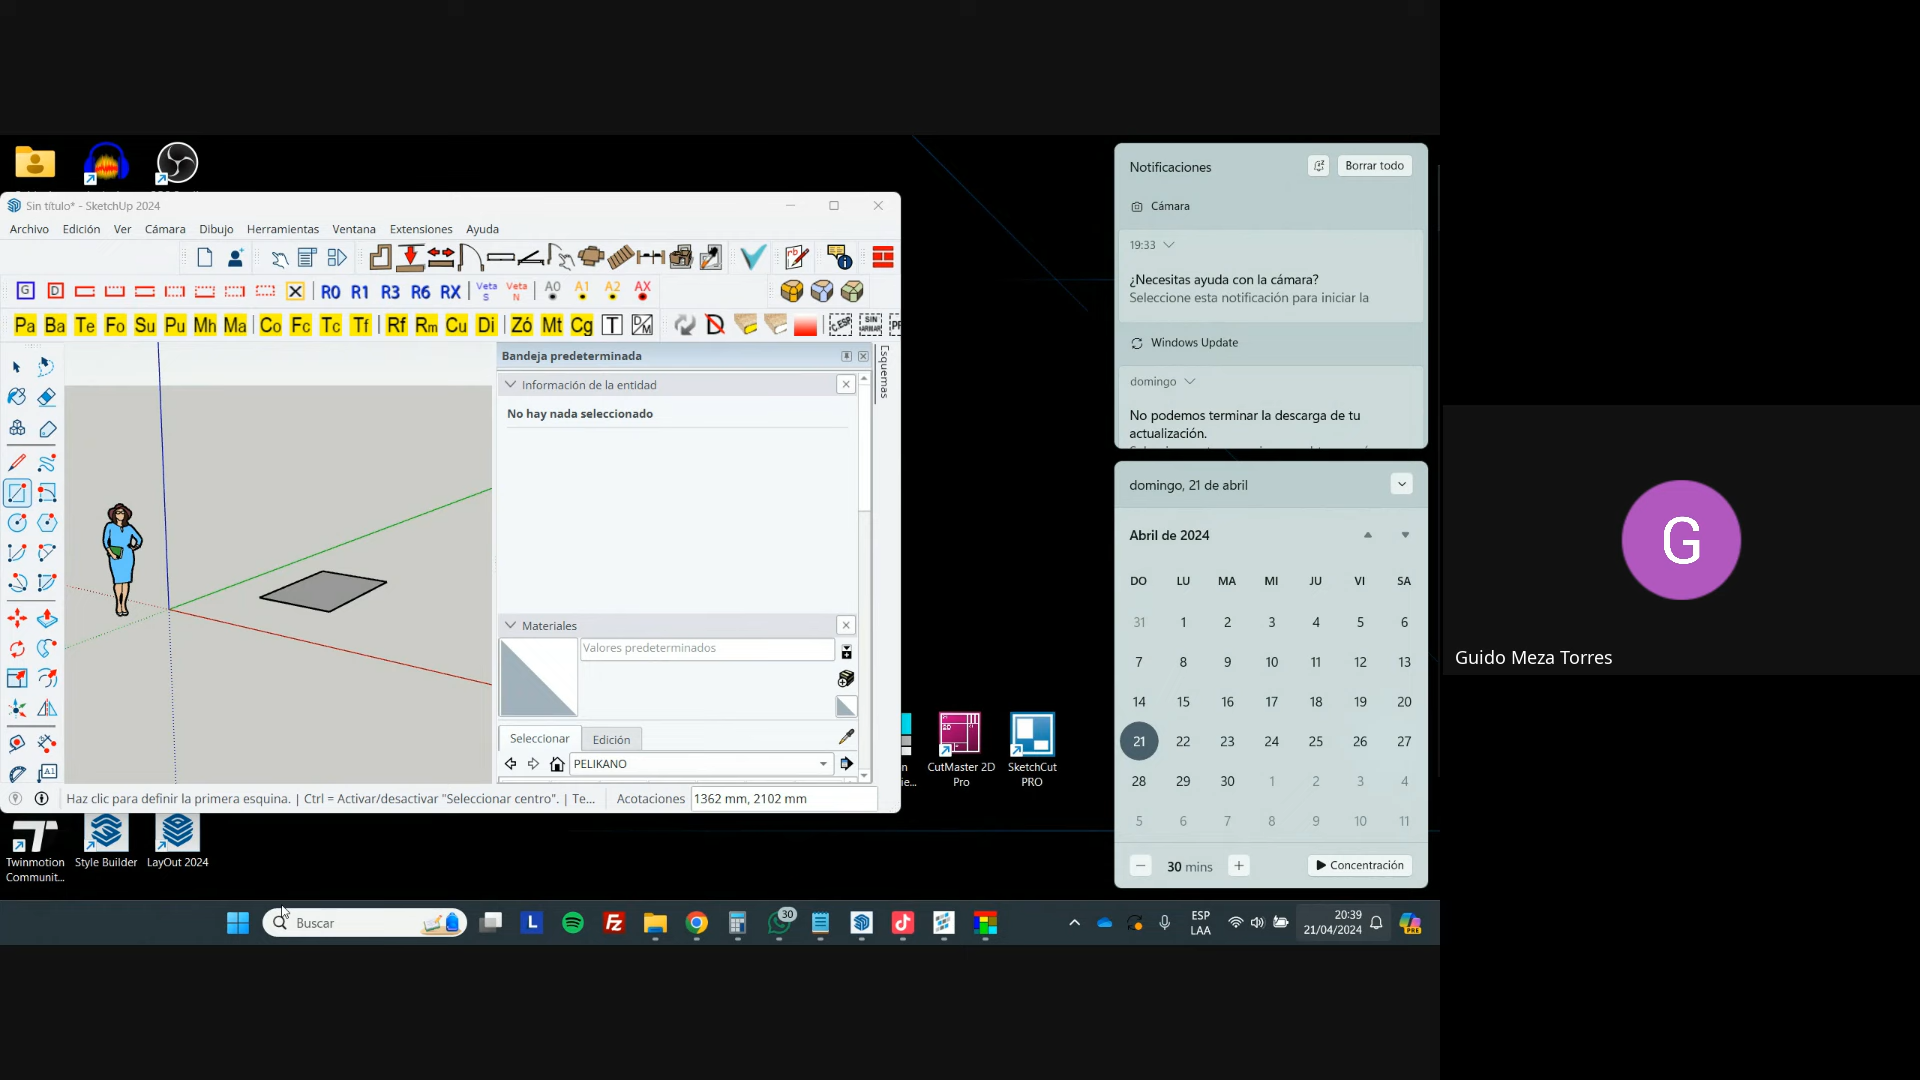 Sin título* - SketchUp 2024
Archivo Edición Ver Cámara Dibujo Herramientas Ventana Extensiones Ayuda
G D R0 R1 R3 R6 RX Veta S Veta N A0 A1 A2 AX
Pa Ba Te Fo Su Pu Mh Ma Co Fc Tc Tf Rf Rm Cu Di Zó Mt Cg T D/M
Bandeja predeterminada
Esquemas
Información de la entidad
No hay nada seleccionado
Materiales
Valores predeterminados
Seleccionar Edición
PELIKANO
Haz clic para definir la primera esquina. | Ctrl = Activar/desactivar "Seleccionar centro". | Te...
Acotaciones 1362 mm, 2102 mm
CutMaster 2D
Pro
SketchCut
PRO
Twinmotion
Communit...
Style Builder
LayOut 2024
Notificaciones
Borrar todo
Cámara
19:33
¿Necesitas ayuda con la cámara?
Seleccione esta notificación para iniciar la
Windows Update
domingo
No podemos terminar la descarga de tu
actualización.
domingo, 21 de abril
Abril de 2024
DO LU MA MI JU VI SA
31 1 2 3 4 5 6
7 8 9 10 11 12 13
14 15 16 17 18 19 20
21 22 23 24 25 26 27
28 29 30 1 2 3 4
5 6 7 8 9 10 11
30 mins
Concentración
Buscar
L
30
ESP
LAA
20:39
21/04/2024
PRE
G
Guido Meza Torres